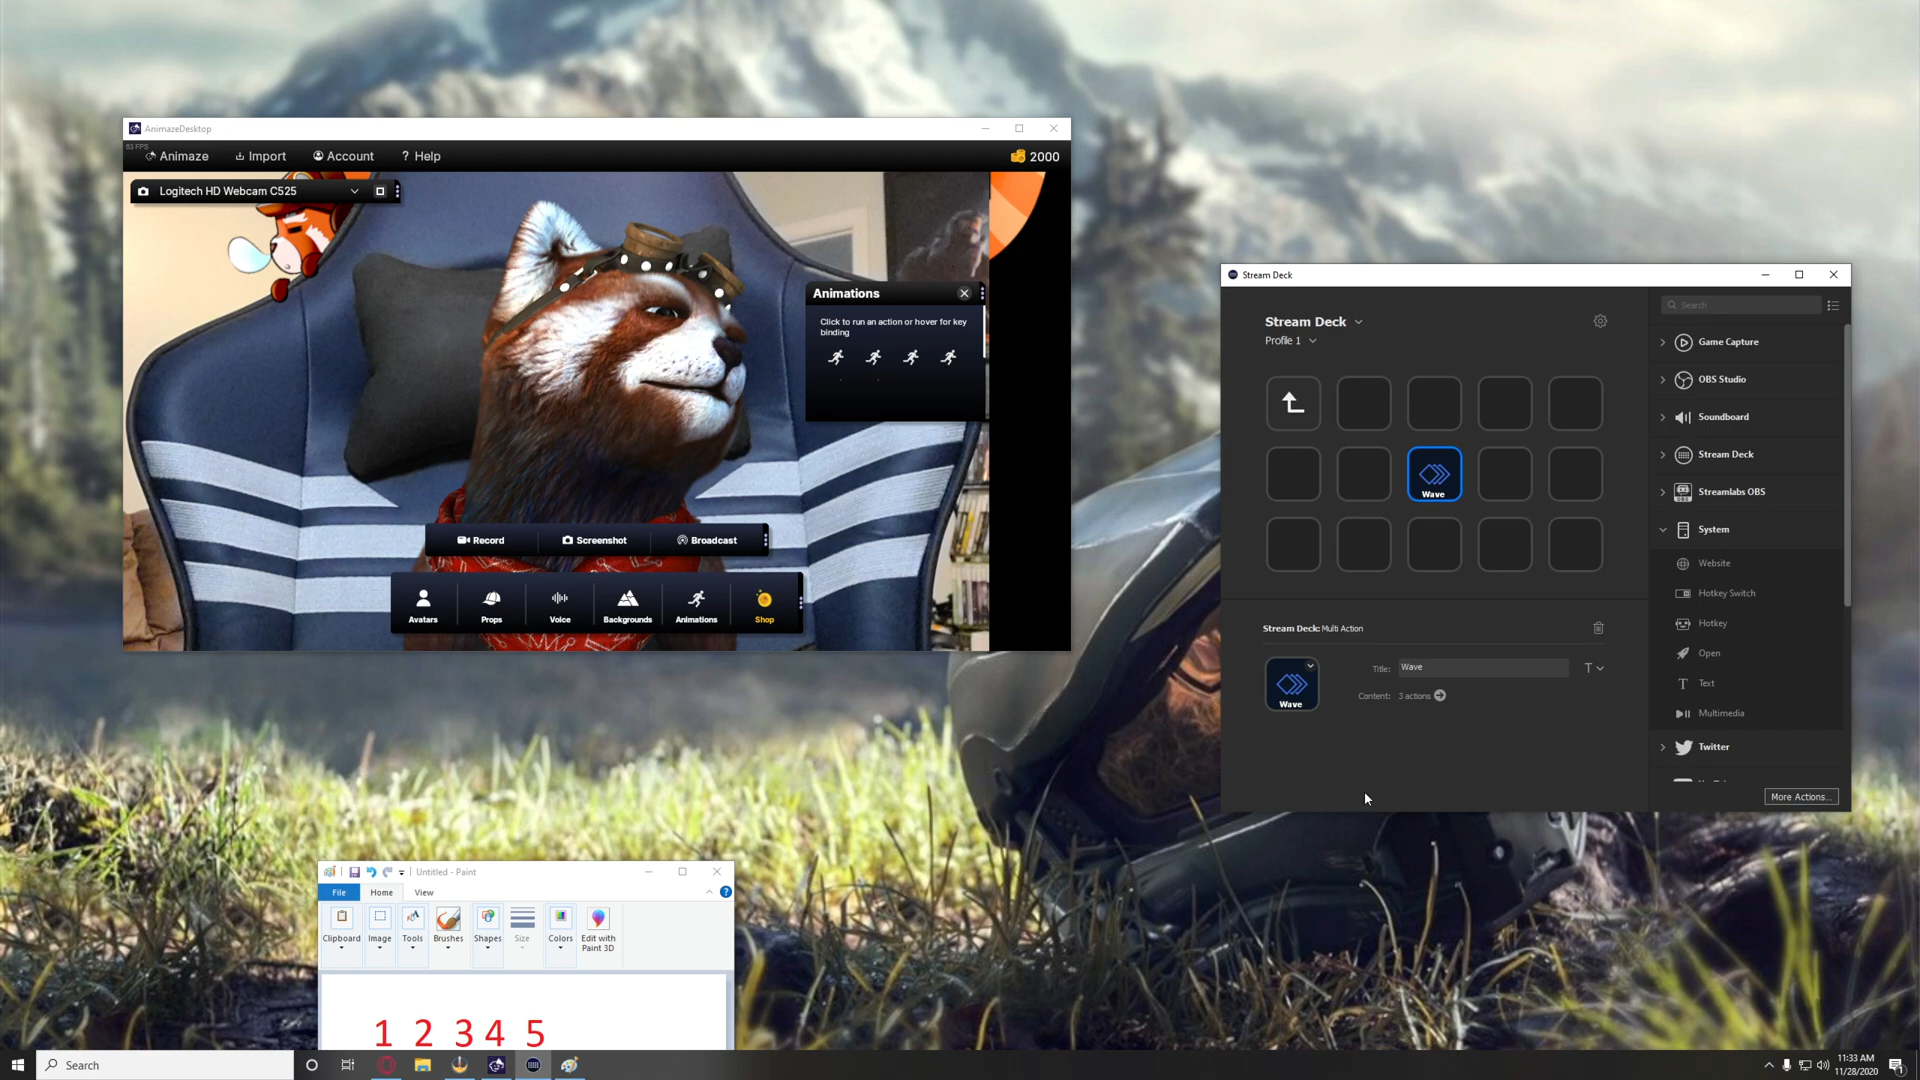 AnimazeDesktop
63 FPS
Animaze
Import
Account
? Help
2000
Logitech HD Webcam C525
Animations
Click to run an action or hover for key
binding
Record
Screenshot
Broadcast
Avatars
Props
Voice
Backgrounds
Animations
Shop
Stream Deck
Stream Deck
Profile 1
Wave
Stream Deck: Multi Action
Wave
Title:
Wave
T
Content:
3 actions
Search
Game Capture
OBS Studio
Soundboard
Stream Deck
Streamlabs OBS
System
Website
Hotkey Switch
Hotkey
Open
Text
Multimedia
Twitter
More Actions...
Untitled - Paint
File
Home
View
Clipboard
Image
Tools
Brushes
Shapes
Size
Colors
Edit with
Paint 3D
1 2 3 4 5
Search
11:33 AM
11/28/2020